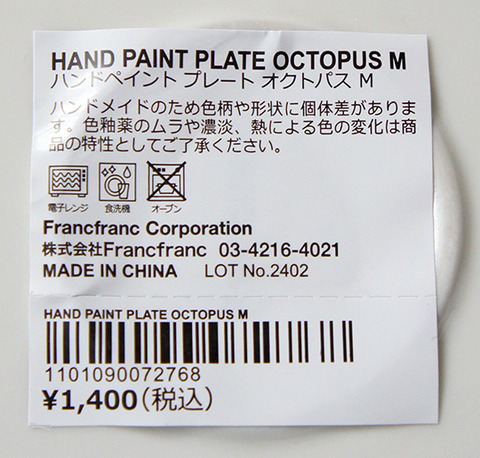 HAND PAINT PLATE OCTOPUS M
ハンドペイント プレート オクトパス M
ハンドメイドのため色柄や形状に個体差がありま
す。色釉薬のムラや濃淡、熱による色の変化は商
品の特性としてご了承ください。
電子レンジ 食洗機 オーブン
Francfranc Corporation
株式会社Francfranc 03-4216-4021
MADE IN CHINA LOT No.2402
HAND PAINT PLATE OCTOPUS M
1101090072768
¥1,400(税込)